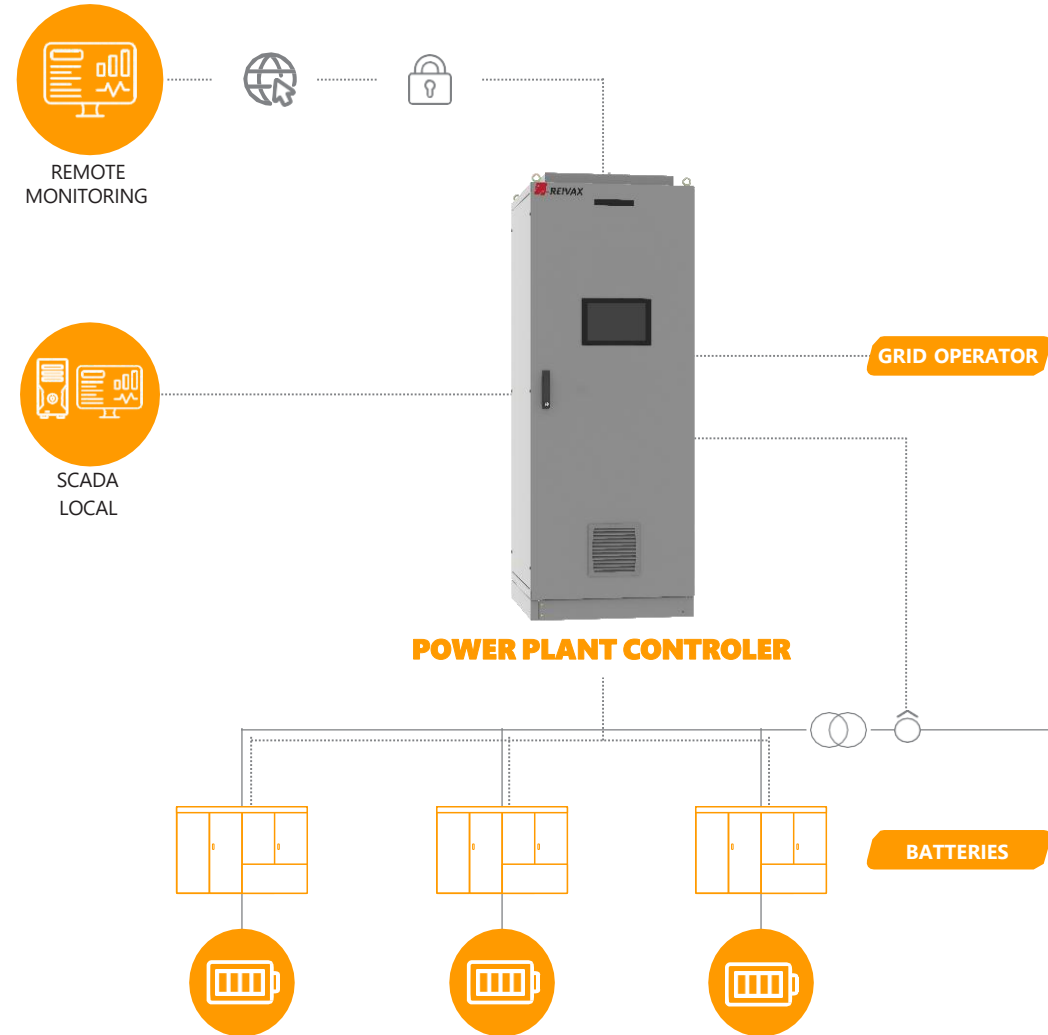 REMOTE
MONITORING
REIVAX
GRID OPERATOR
SCADA
LOCAL
POWER PLANT CONTROLER
BATTERIES